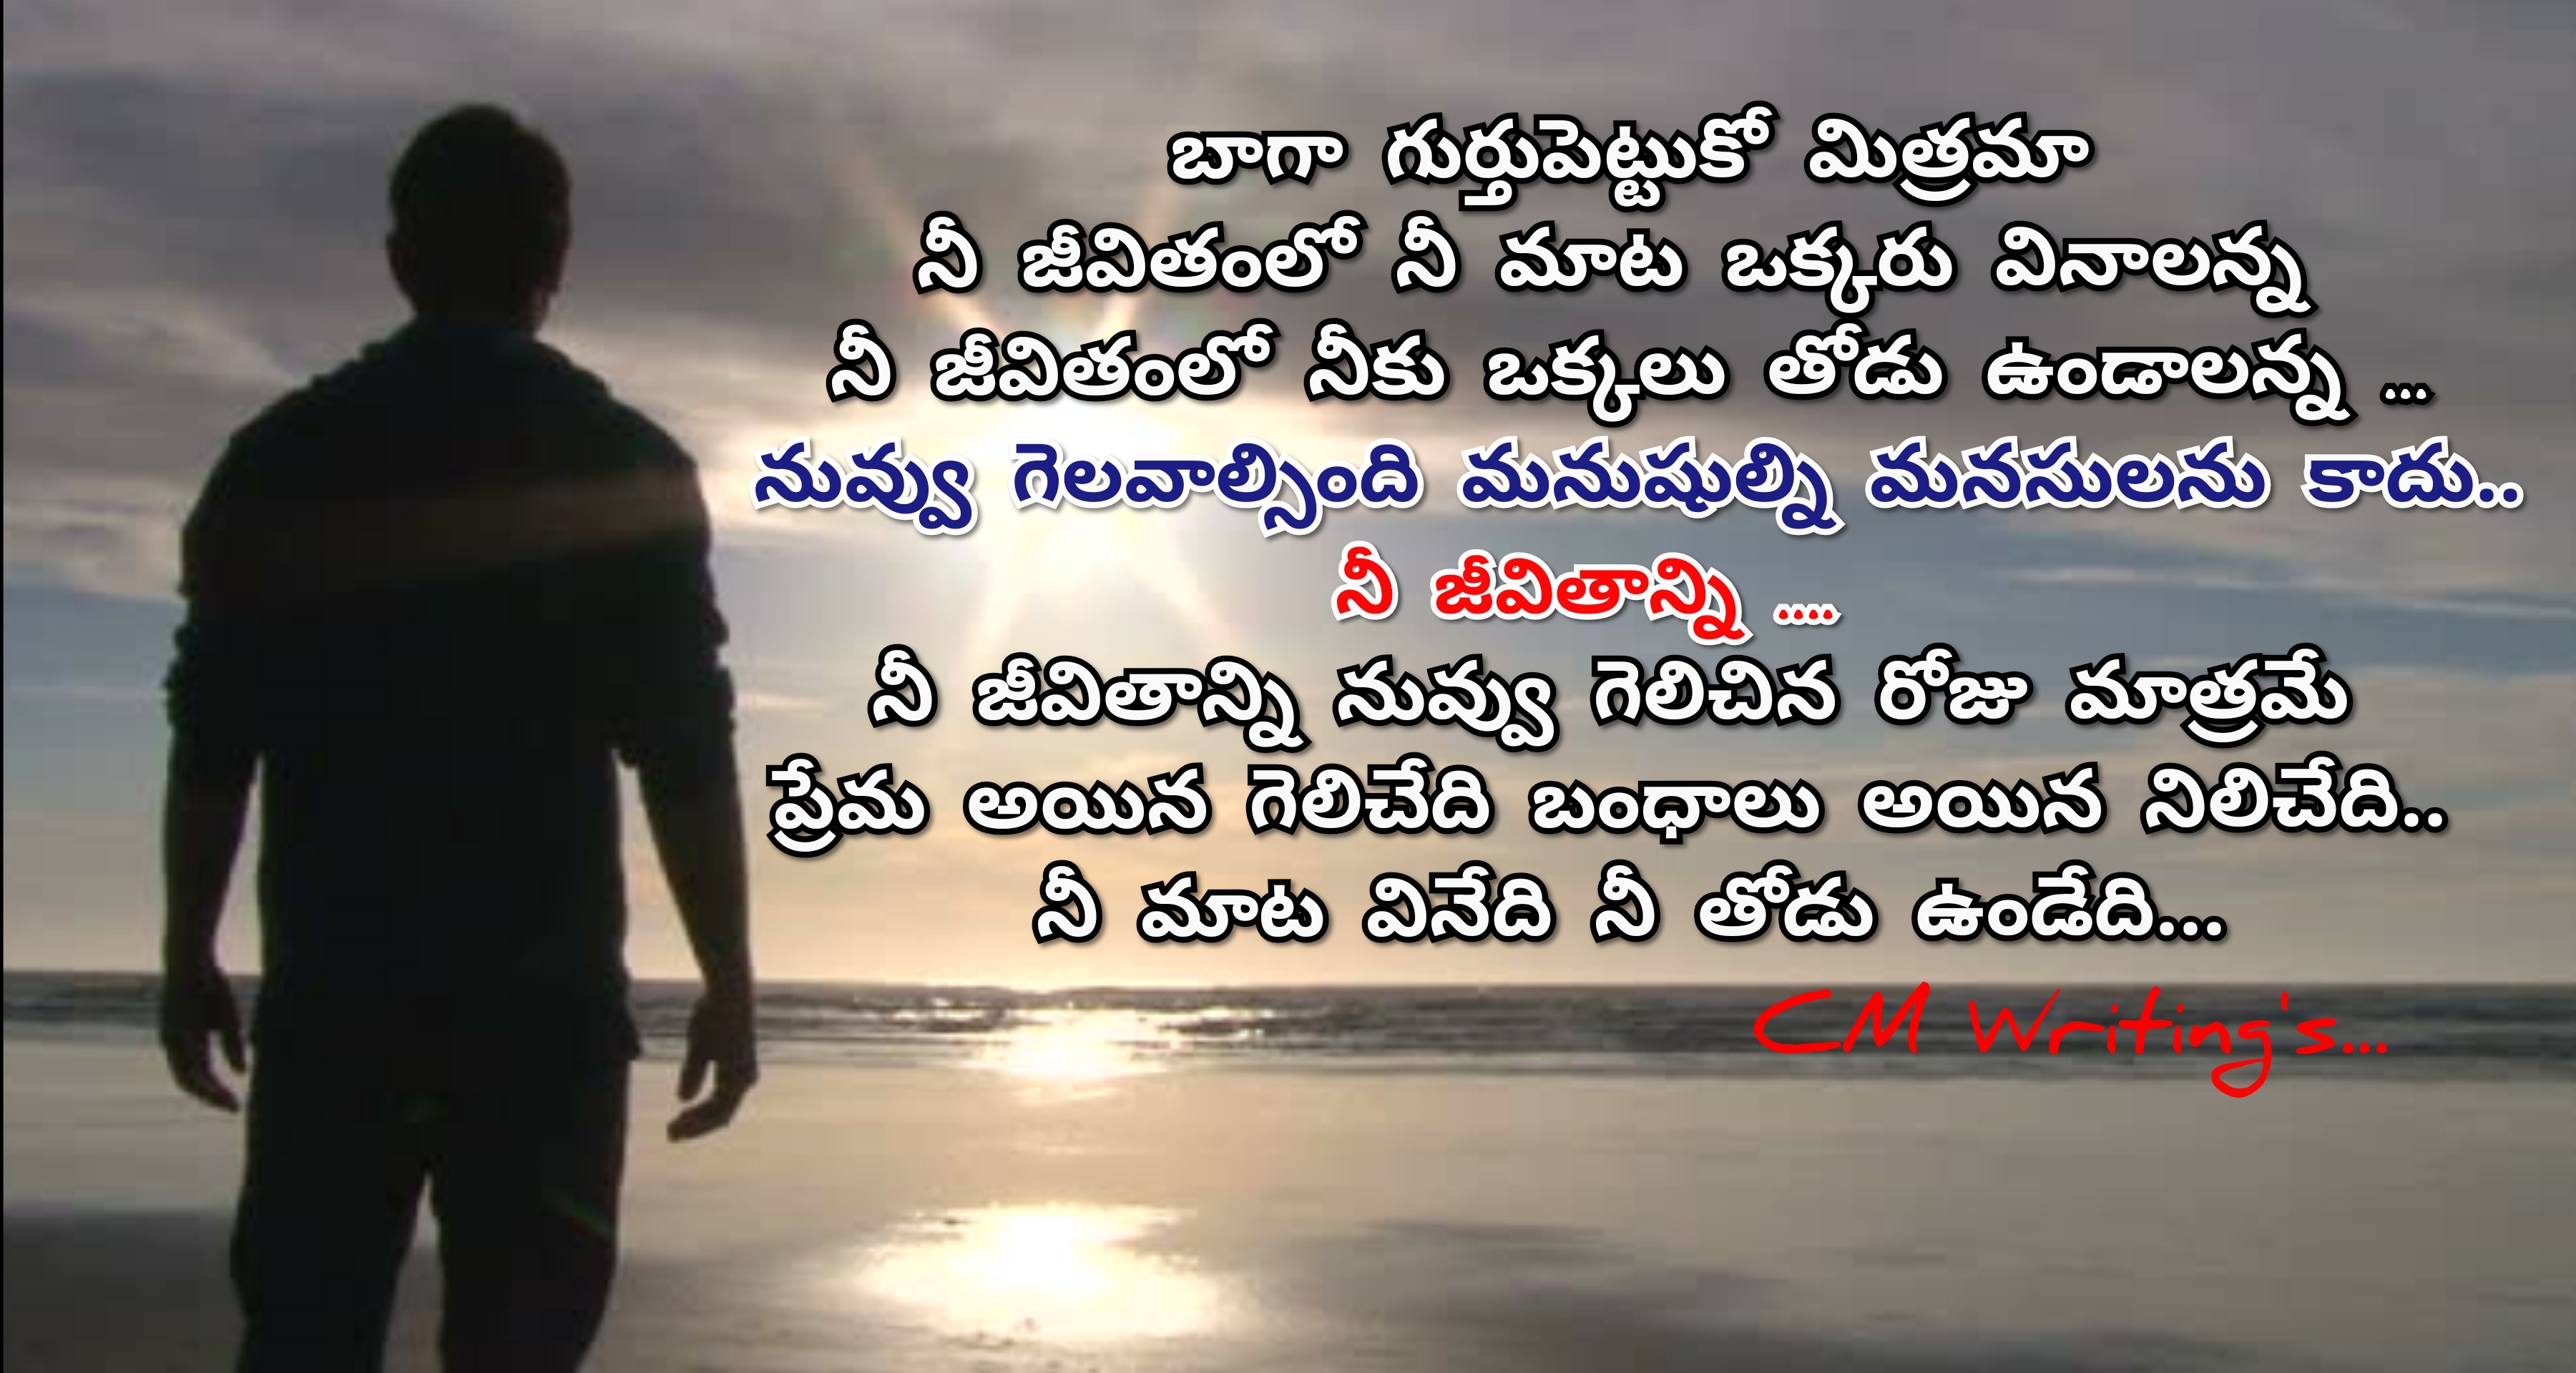 బాగా గుర్తుపెట్టుకో మిత్రమా
నీ జీవితంలో నీ మాట ఒక్కరు వినాలన్న
నీ జీవితంలో నీకు ఒక్కలు తోడు ఉండాలన్న ...
నువ్వు గెలవాల్సింది మనుషుల్ని మనసులను కాదు..
నీ జీవితాన్ని ....
నీ జీవితాన్ని నువ్వు గెలిచిన రోజు మాత్రమే
ప్రేమ అయిన గెలిచేది బంధాలు అయిన నిలిచేది..
నీ మాట వినేది నీ తోడు ఉండేది...
CM Writing's...